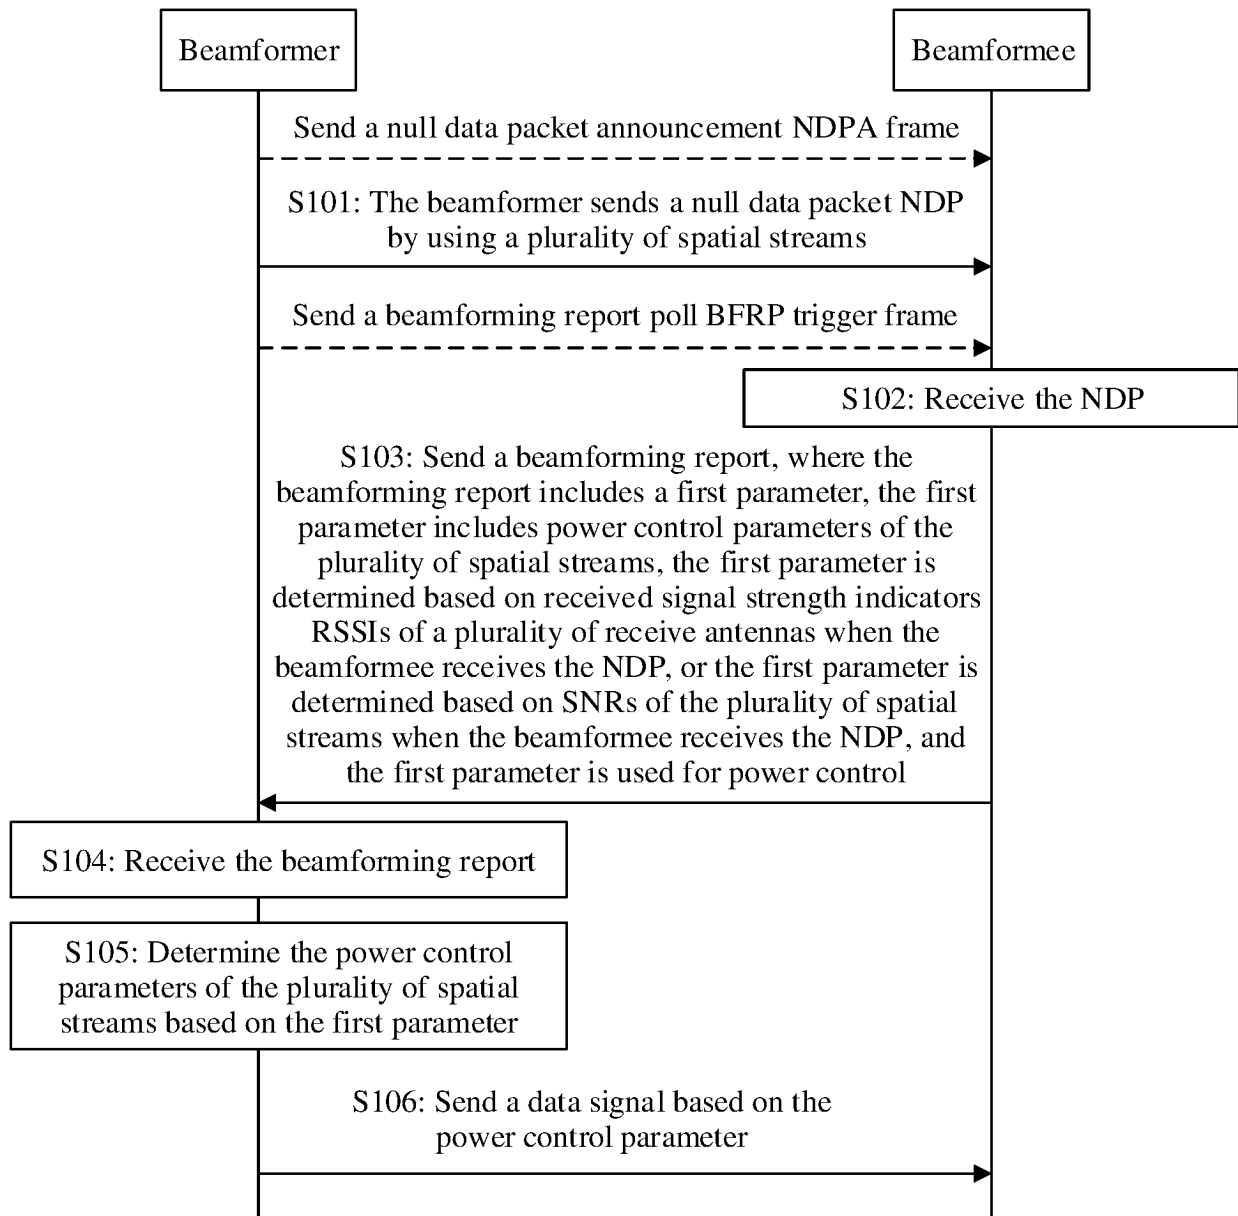 Beamformer
Beamformee
Send a null data packet announcement NDPA frame
S101: The beamformer sends a null data packet NDP
by using a plurality of spatial streams
Send a beamforming report poll BFRP trigger frame
S102: Receive the NDP
S103: Send a beamforming report, where the
beamforming report includes a first parameter, the first
parameter includes power control parameters of the
plurality of spatial streams, the first parameter is
determined based on received signal strength indicators
RSSIs of a plurality of receive antennas when the
beamformee receives the NDP, or the first parameter is
determined based on SNRs of the plurality of spatial
streams when the beamformee receives the NDP, and
the first parameter is used for power control
S104: Receive the beamforming report
S105: Determine the power control
parameters of the plurality of spatial
streams based on the first parameter
S106: Send a data signal based on the
power control parameter